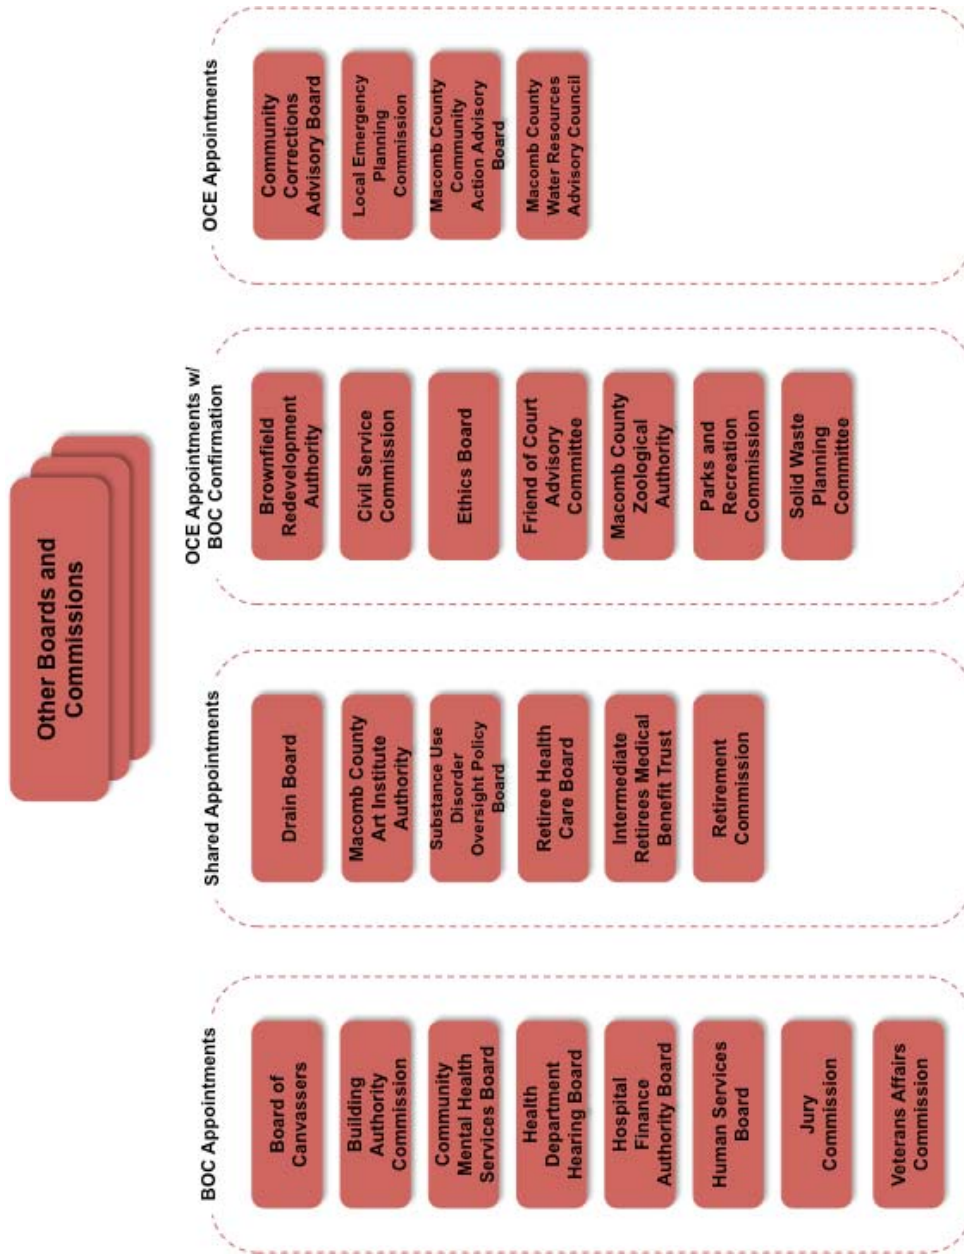 Other Boards and
Commissions
BOC Appointments
Board of
Canvassers
Building
Authority
Commission
Community
Mental Health
Services Board
Health
Department
Hearing Board
Hospital
Finance
Authority Board
Human Services
Board
Jury
Commission
Veterans Affairs
Commission
Shared Appointments
Drain Board
Macomb County
Art Institute
Authority
Substance Use
Disorder
Oversight Policy
Board
Retiree Health
Care Board
Intermediate
Retirees Medical
Benefit Trust
Retirement
Commission
OCE Appointments w/
BOC Confirmation
Brownfield
Redevelopment
Authority
Civil Service
Commission
Ethics Board
Friend of Court
Advisory
Committee
Macomb County
Zoological
Authority
Parks and
Recreation
Commission
Solid Waste
Planning
Committee
OCE Appointments
Community
Corrections
Advisory Board
Local Emergency
Planning
Commission
Macomb County
Community
Action Advisory
Board
Macomb County
Water Resources
Advisory Council